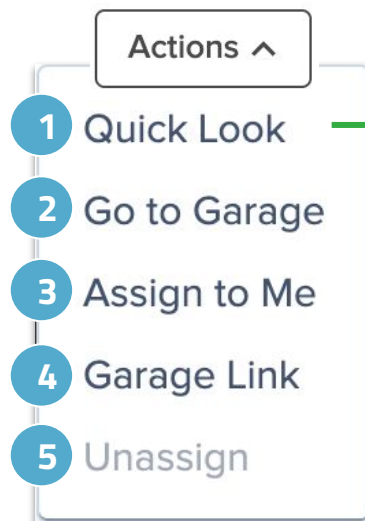 Actions
1 Quick Look
2 Go to Garage
3 Assign to Me
4 Garage Link
5 Unassign